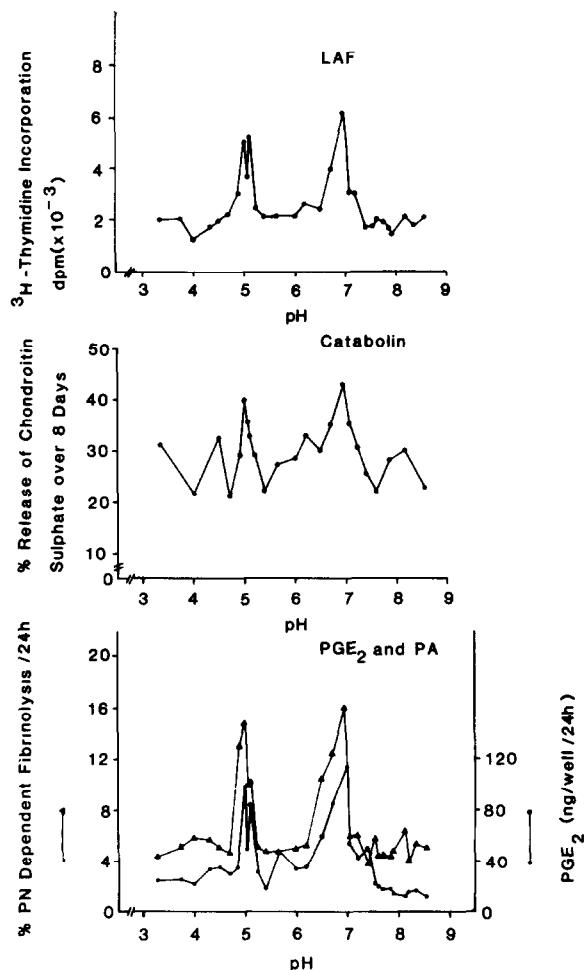 LAF
³H-Thymidine Incorporation
dpm(x10⁻³)
8
6
4
2
0
3 4 5 6 7 8 9
pH
Catabolin
% Release of Chondroitin
Sulphate over 8 Days
50
40
30
20
10
0
3 4 5 6 7 8 9
pH
PGE₂ and PA
% PN Dependent Fibrinolysis/24h
20
16
12
8
4
0
120
80
40
0
PGE₂ (ng/well/24h)
3 4 5 6 7 8 9
pH